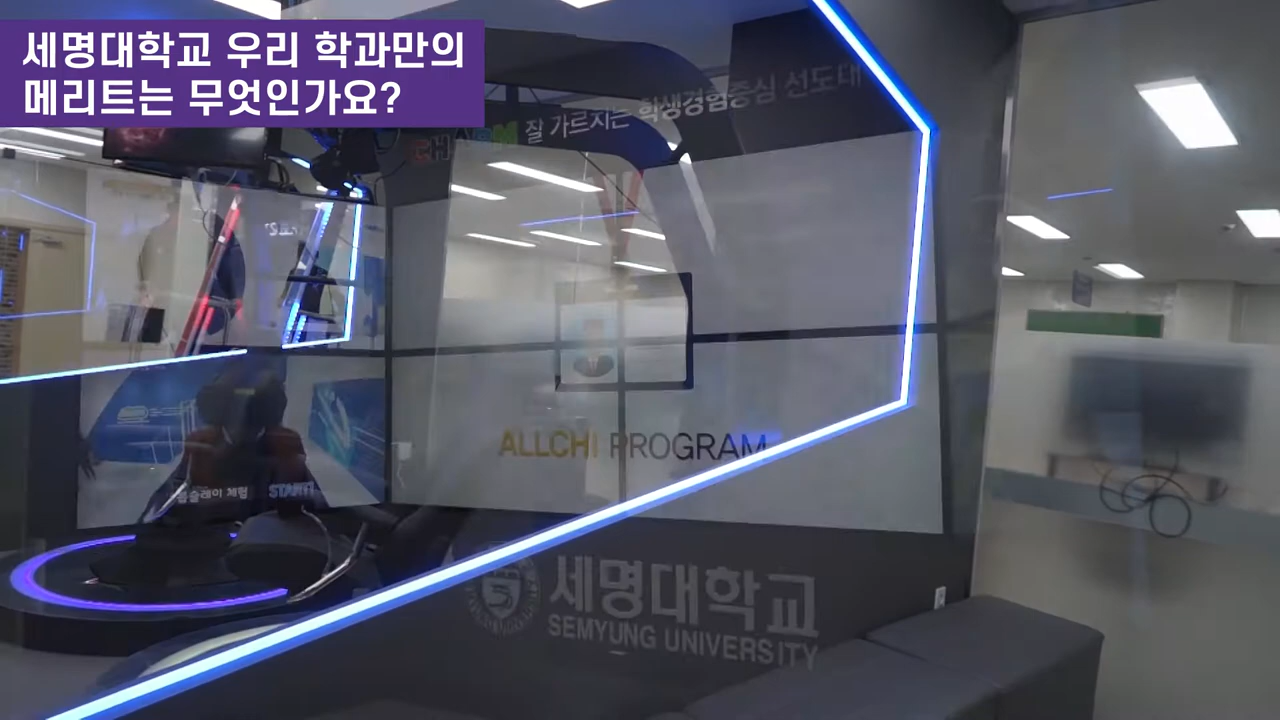 세명대학교 우리 학과만의
메리트는 무엇인가요?
잘 가르치는 학생경험중심 선도대
ALLCHI PROGRAM
체험
START!
세명대학교
SEMYUNG UNIVERSITY